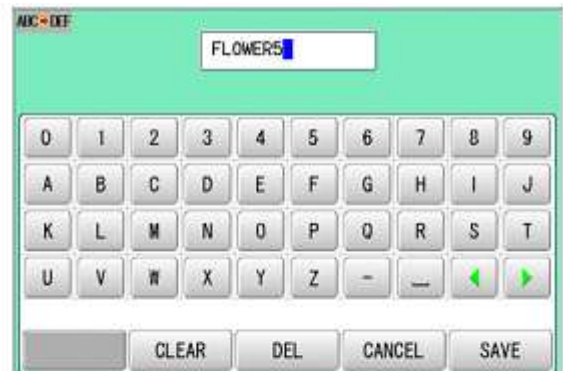 ABC➡DEF
FLOWER5
0 1 2 3 4 5 6 7 8 9
A B C D E F G H I J
K L M N O P Q R S T
U V W X Y Z - _
CLEAR DEL CANCEL SAVE